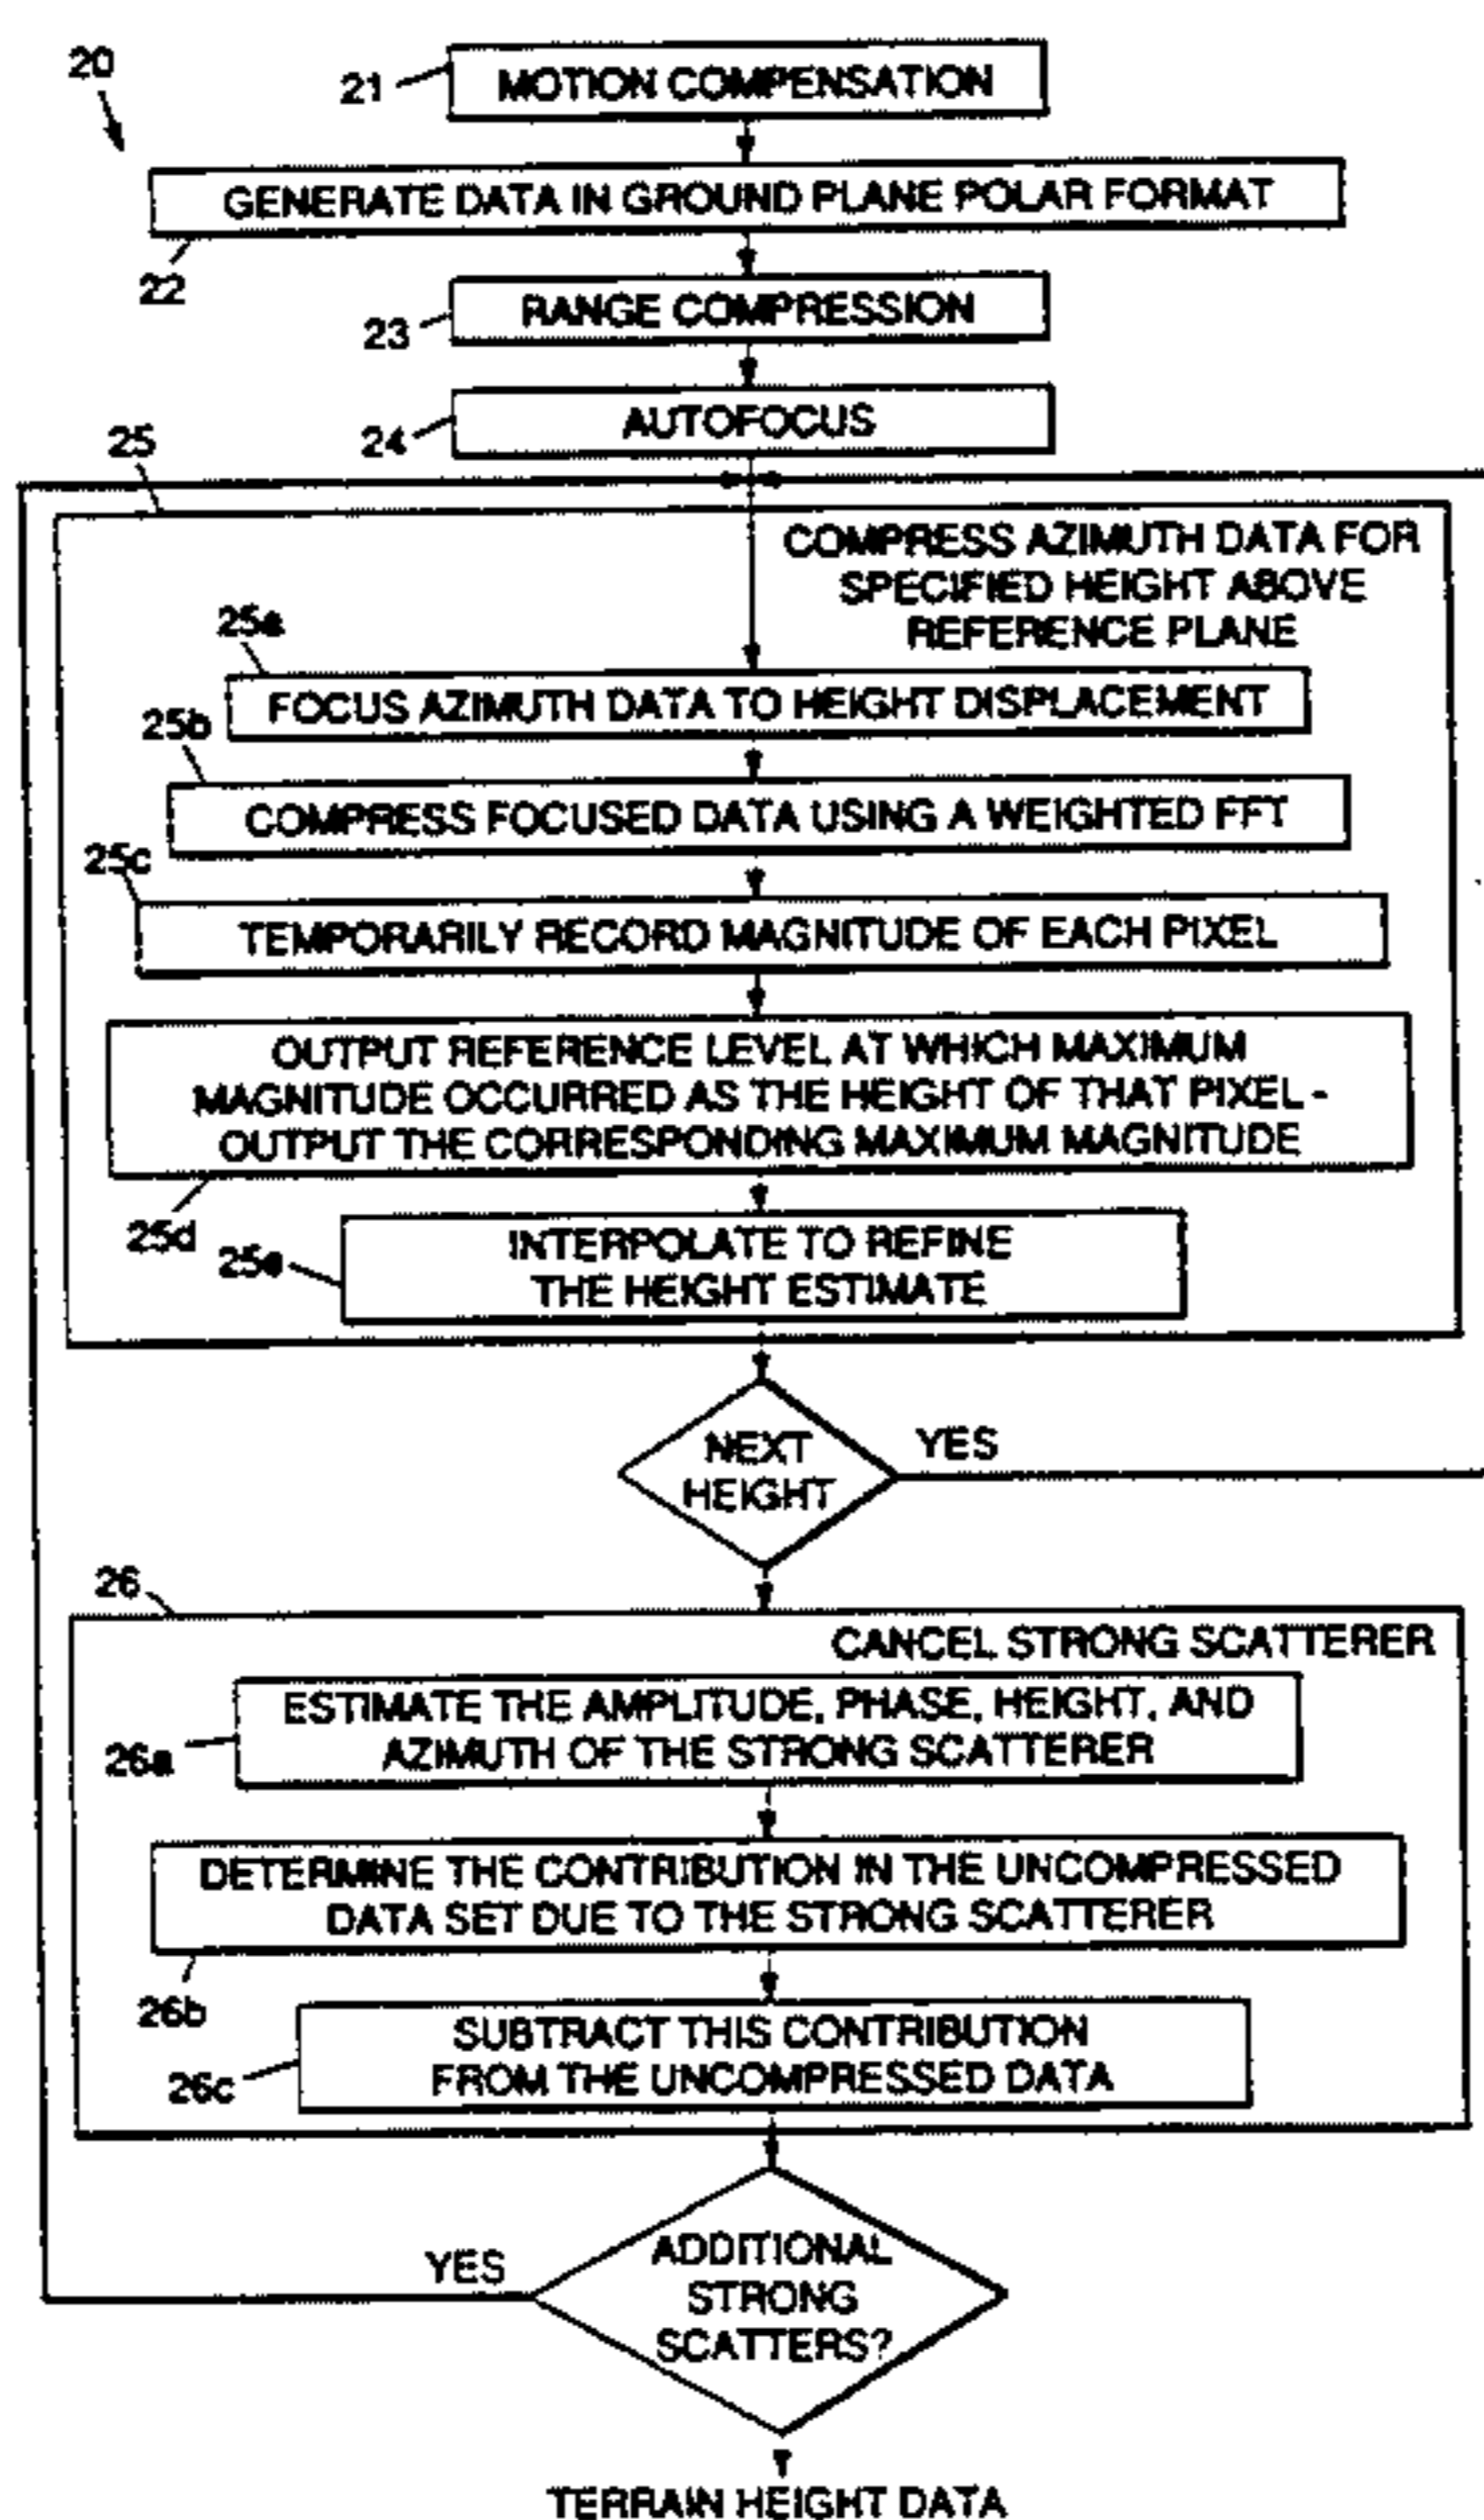 20
21
MOTION COMPENSATION
GENERATE DATA IN GROUND PLANE POLAR FORMAT
22
23
RANGE COMPRESSION
24
AUTOFOCUS
25
COMPRESS AZIMUTH DATA FOR
SPECIFIED HEIGHT ABOVE
REFERENCE PLANE
25a
FOCUS AZIMUTH DATA TO HEIGHT DISPLACEMENT
25b
COMPRESS FOCUSED DATA USING A WEIGHTED FFT
25c
TEMPORARILY RECORD MAGNITUDE OF EACH PIXEL
OUTPUT REFERENCE LEVEL AT WHICH MAXIMUM
MAGNITUDE OCCURRED AS THE HEIGHT OF THAT PIXEL -
OUTPUT THE CORRESPONDING MAXIMUM MAGNITUDE
25d
25e
INTERPOLATE TO REFINE
THE HEIGHT ESTIMATE
NEXT
HEIGHT
YES
26
CANCEL STRONG SCATTERER
26a
ESTIMATE THE AMPLITUDE, PHASE, HEIGHT, AND
AZIMUTH OF THE STRONG SCATTERER
DETERMINE THE CONTRIBUTION IN THE UNCOMPRESSED
DATA SET DUE TO THE STRONG SCATTERER
26b
26c
SUBTRACT THIS CONTRIBUTION
FROM THE UNCOMPRESSED DATA
YES
ADDITIONAL
STRONG
SCATTERS?
TERRAIN HEIGHT DATA